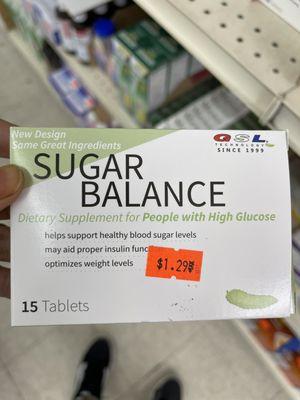 New Design
Same Great Ingredients
GSL
TECHNOLOGY
SINCE 1999
SUGAR
BALANCE
Dietary Supplement for People with High Glucose
helps support healthy blood sugar levels
may aid proper insulin func
optimizes weight levels
$1.29
15 Tablets